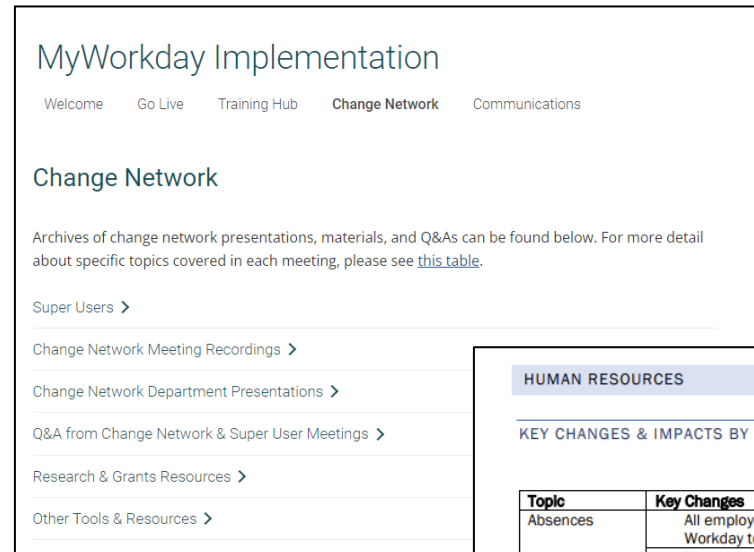 MyWorkday Implementation
Welcome Go Live Training Hub Change Network Communications
Change Network
Archives of change network presentations, materials, and Q&As can be found below. For more detail
about specific topics covered in each meeting, please see this table.
Super Users >
Change Network Meeting Recordings >
Change Network Department Presentations >
Q&A from Change Network & Super User Meetings >
Research & Grants Resources >
Other Tools & Resources >
HUMAN RESOURCES
KEY CHANGES & IMPACTS BY
Topic Key Changes
Absences All employ
Workday t